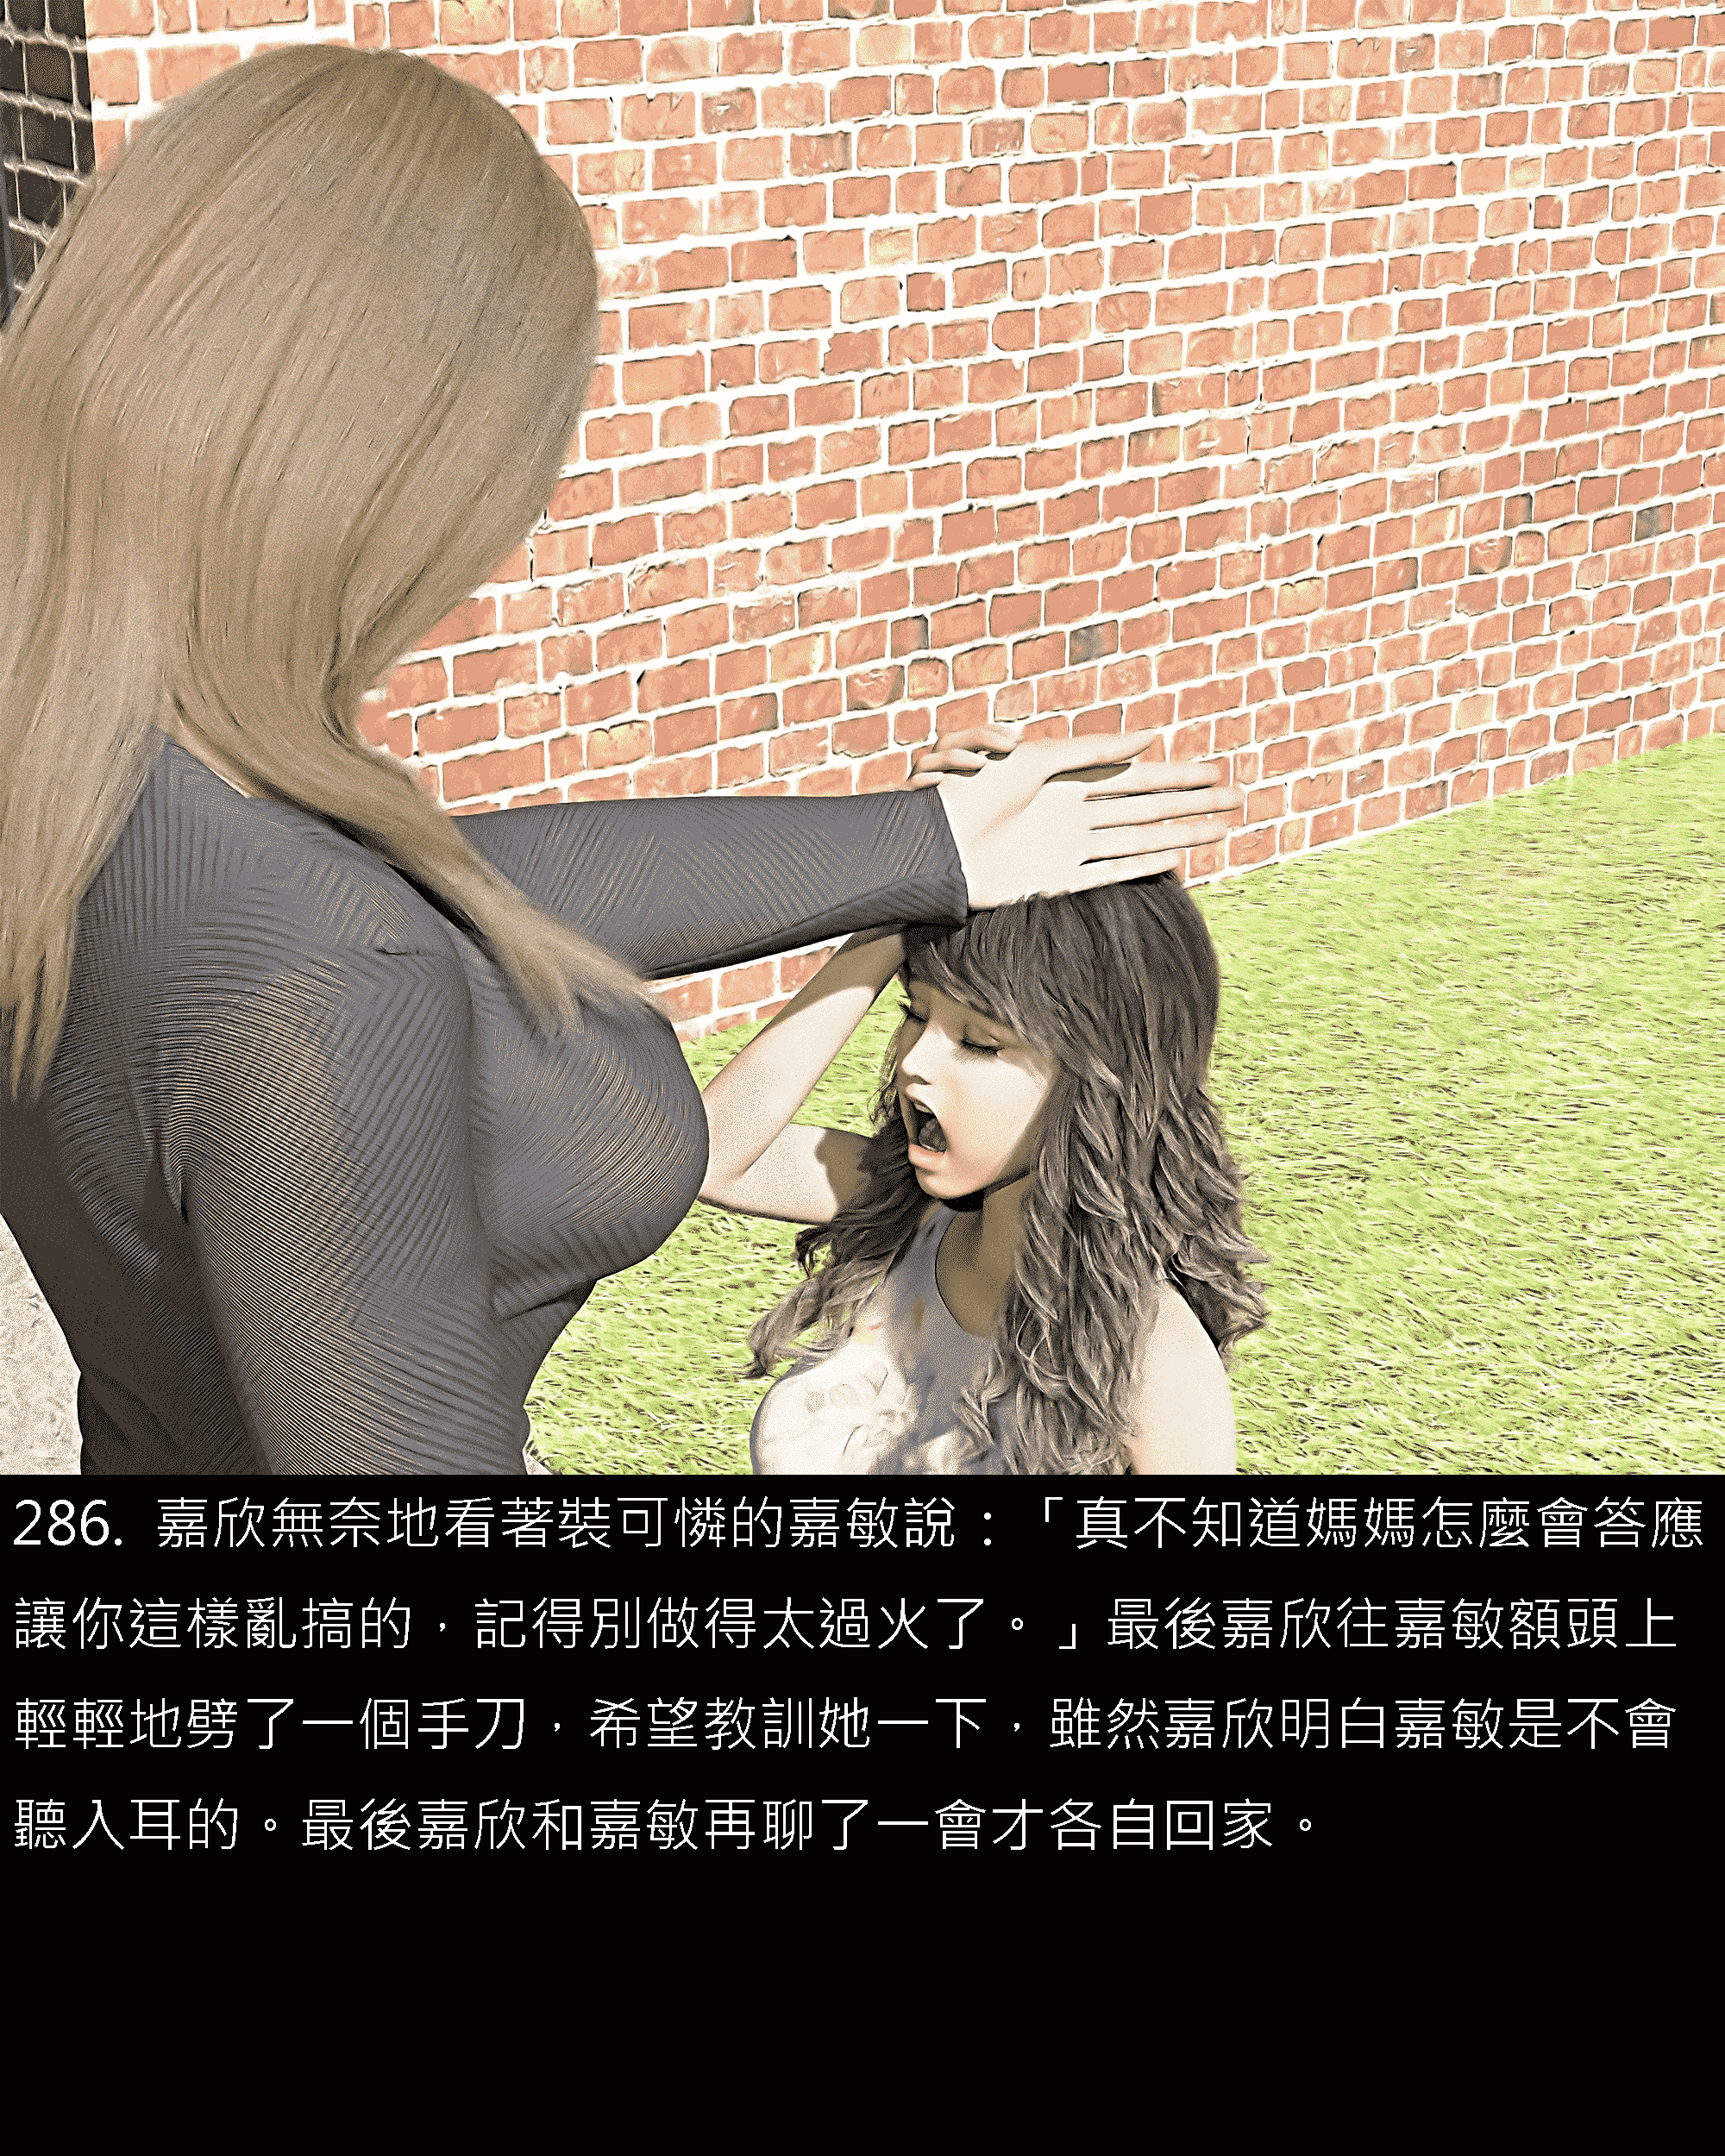 286. 嘉欣無奈地看著裝可憐的嘉敏說：「真不知道媽媽怎麼會答應
讓你這樣亂搞的，記得別做得太過火了。」最後嘉欣往嘉敏額頭上
輕輕地劈了一個手刀，希望教訓她一下，雖然嘉欣明白嘉敏是不會
聽入耳的。最後嘉欣和嘉敏再聊了一會才各自回家。